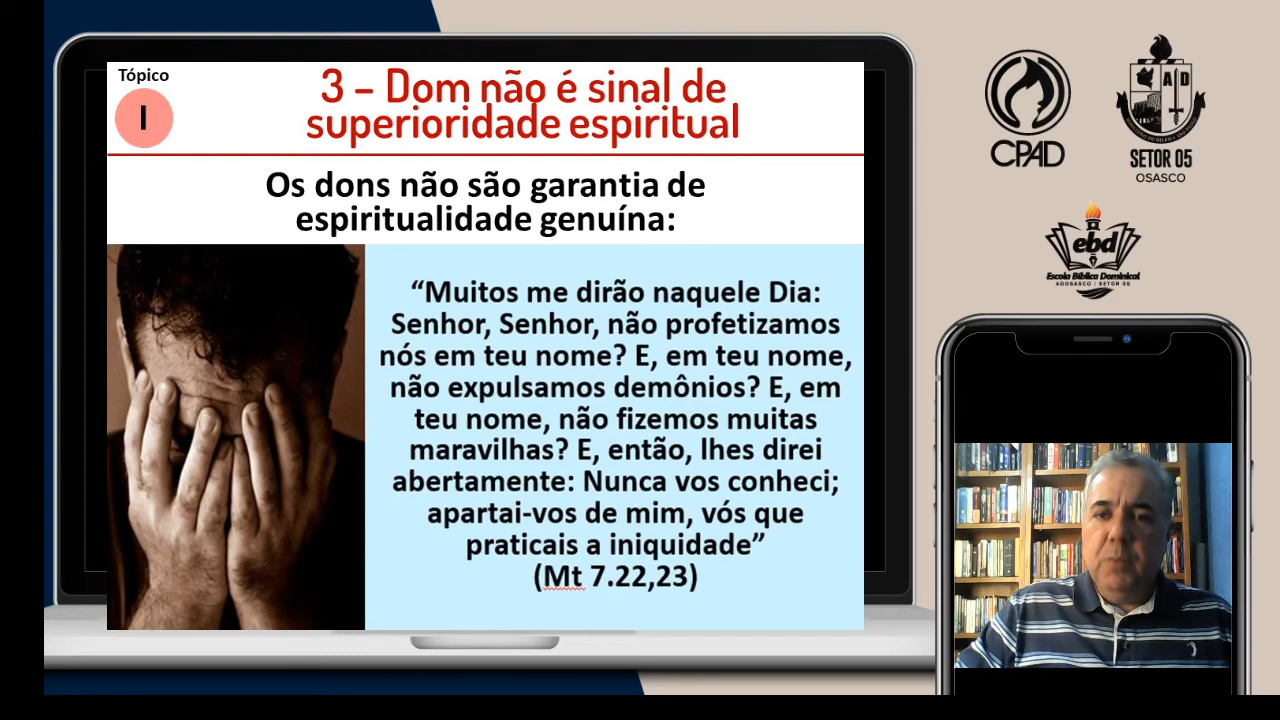 Tópico
I
3 – Dom não é sinal de
superioridade espiritual
Os dons não são garantia de
espiritualidade genuína:
“Muitos me dirão naquele Dia:
Senhor, Senhor, não profetizamos
nós em teu nome? E, em teu nome,
não expulsamos demônios? E, em
teu nome, não fizemos muitas
maravilhas? E, então, lhes direi
abertamente: Nunca vos conheci;
apartai-vos de mim, vós que
praticais a iniquidade”
(Mt 7.22,23)
CPAD
AD
SETOR 05
OSASCO
ebd
Escola Bíblica Dominical
ADOSASCO | SETOR 05